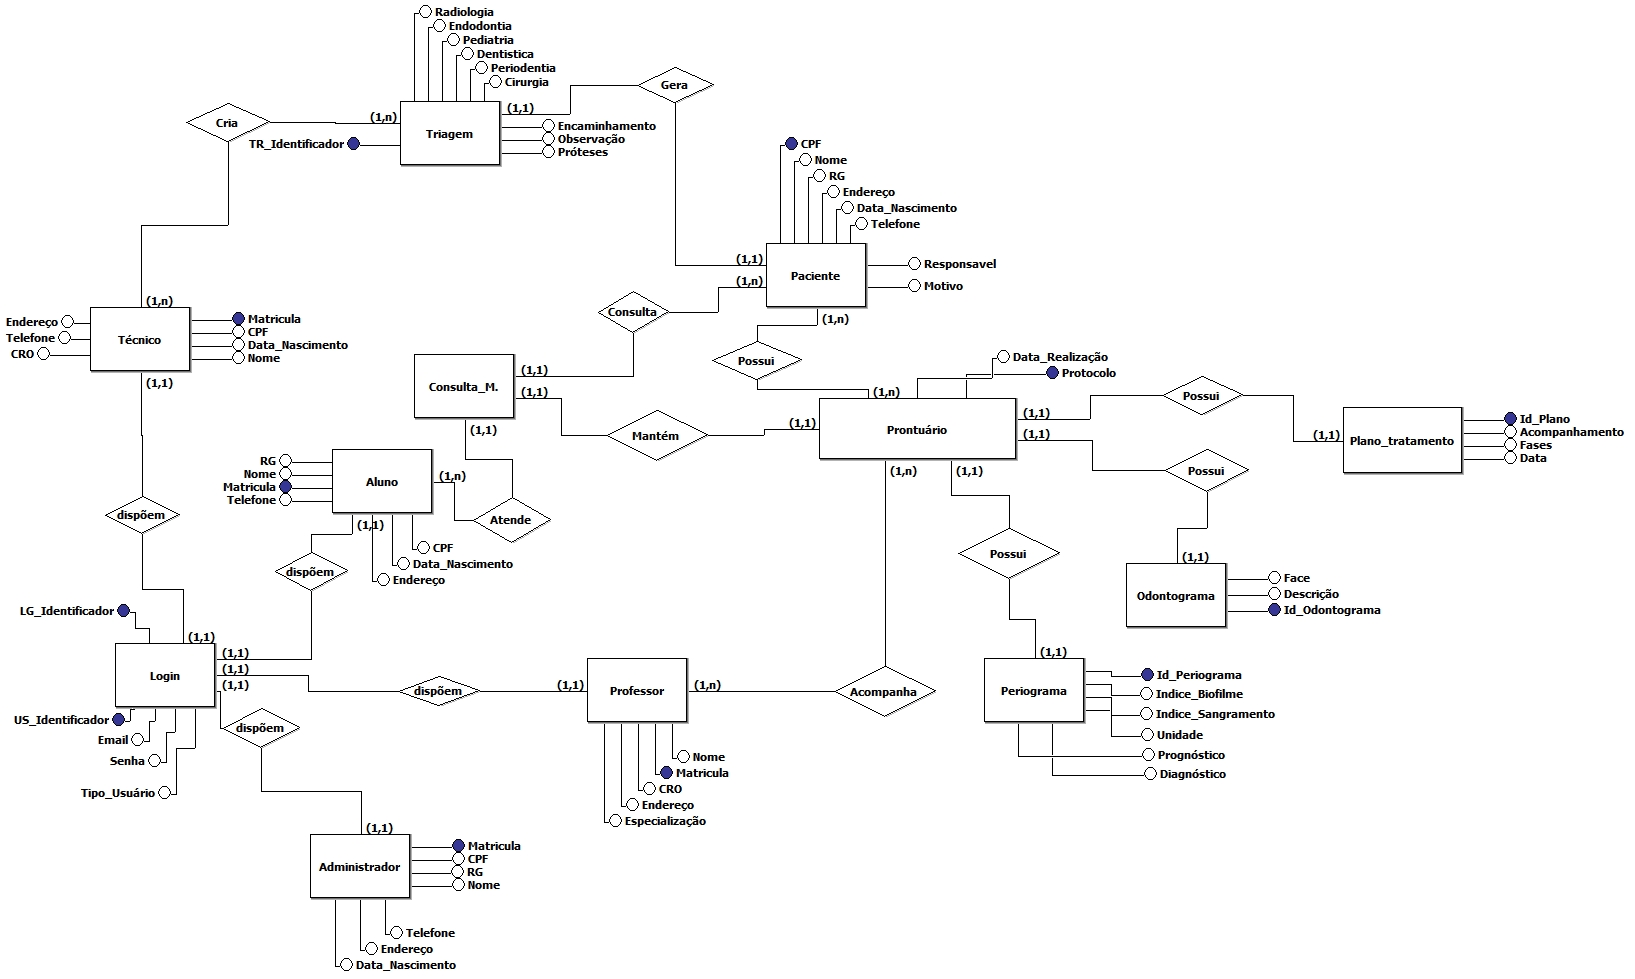 Radiologia
Endodontia
Pediatria
Dentistica
Periodentia
Cirurgia
Gera
Cria
(1,n)
(1,1)
Triagem
Encaminhamento
Observação
Próteses
TR_Identificador
CPF
Nome
RG
Endereço
Data_Nascimento
Telefone
(1,1)
(1,n)
Paciente
Responsavel
Motivo
(1,n)
Consulta
Possui
(1,n)
Técnico
Endereço
Telefone
CRO
Matricula
CPF
Data_Nascimento
Nome
(1,1)
Consulta_M.
(1,1)
(1,1)
(1,1)
Mantém
(1,1)
Data_Realização
Protocolo
(1,n)
Prontuário
(1,1)
(1,1)
(1,n)
(1,1)
Possui
(1,1)
Plano_tratamento
Id_Plano
Acompanhamento
Fases
Data
Possui
(1,1)
Odontograma
Face
Descrição
Id_Odontograma
RG
Nome
Matricula
Telefone
Aluno
(1,n)
(1,1)
Atende
CPF
Data_Nascimento
Endereço
dispõem
dispõem
Possui
LG_Identificador
(1,1)
(1,1)
(1,1)
(1,1)
Login
US_Identificador
Email
Senha
Tipo_Usuário
dispõem
dispõem
(1,1)
Professor
(1,n)
Acompanha
Nome
Matricula
CRO
Endereço
Especialização
(1,1)
Periograma
Id_Periograma
Indice_Biofilme
Indice_Sangramento
Unidade
Prognóstico
Diagnóstico
(1,1)
Administrador
Matricula
CPF
RG
Nome
Telefone
Endereço
Data_Nascimento